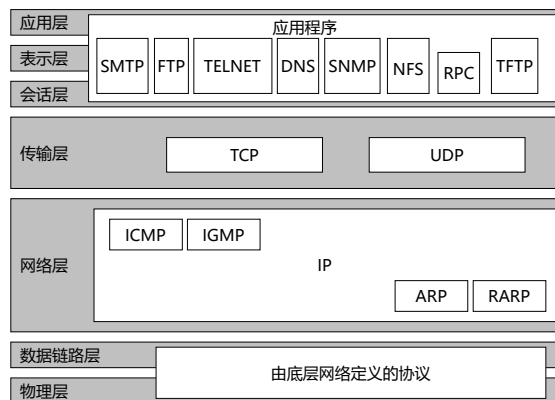 应用层
应用程序
表示层
SMTP FTP TELNET DNS SNMP NFS RPC TFTP
会话层
传输层 TCP UDP
ICMP IGMP
网络层 IP
ARP RARP
数据链路层
由底层网络定义的协议
物理层